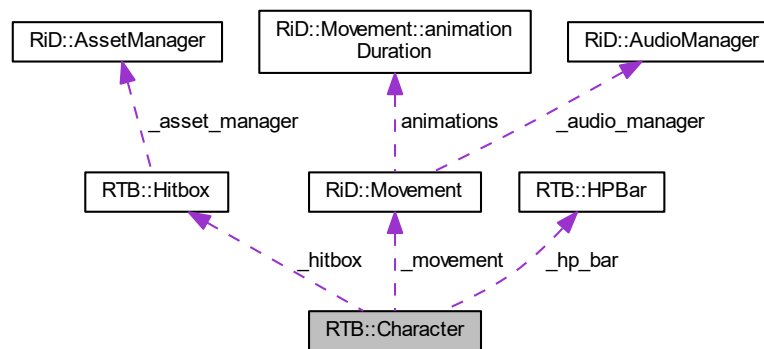 RiD::AssetManager
RiD::Movement::animation
Duration
RiD::AudioManager
_asset_manager
animations
_audio_manager
RTB::Hitbox
RiD::Movement
RTB::HPBar
_hitbox
_movement
_hp_bar
RTB::Character